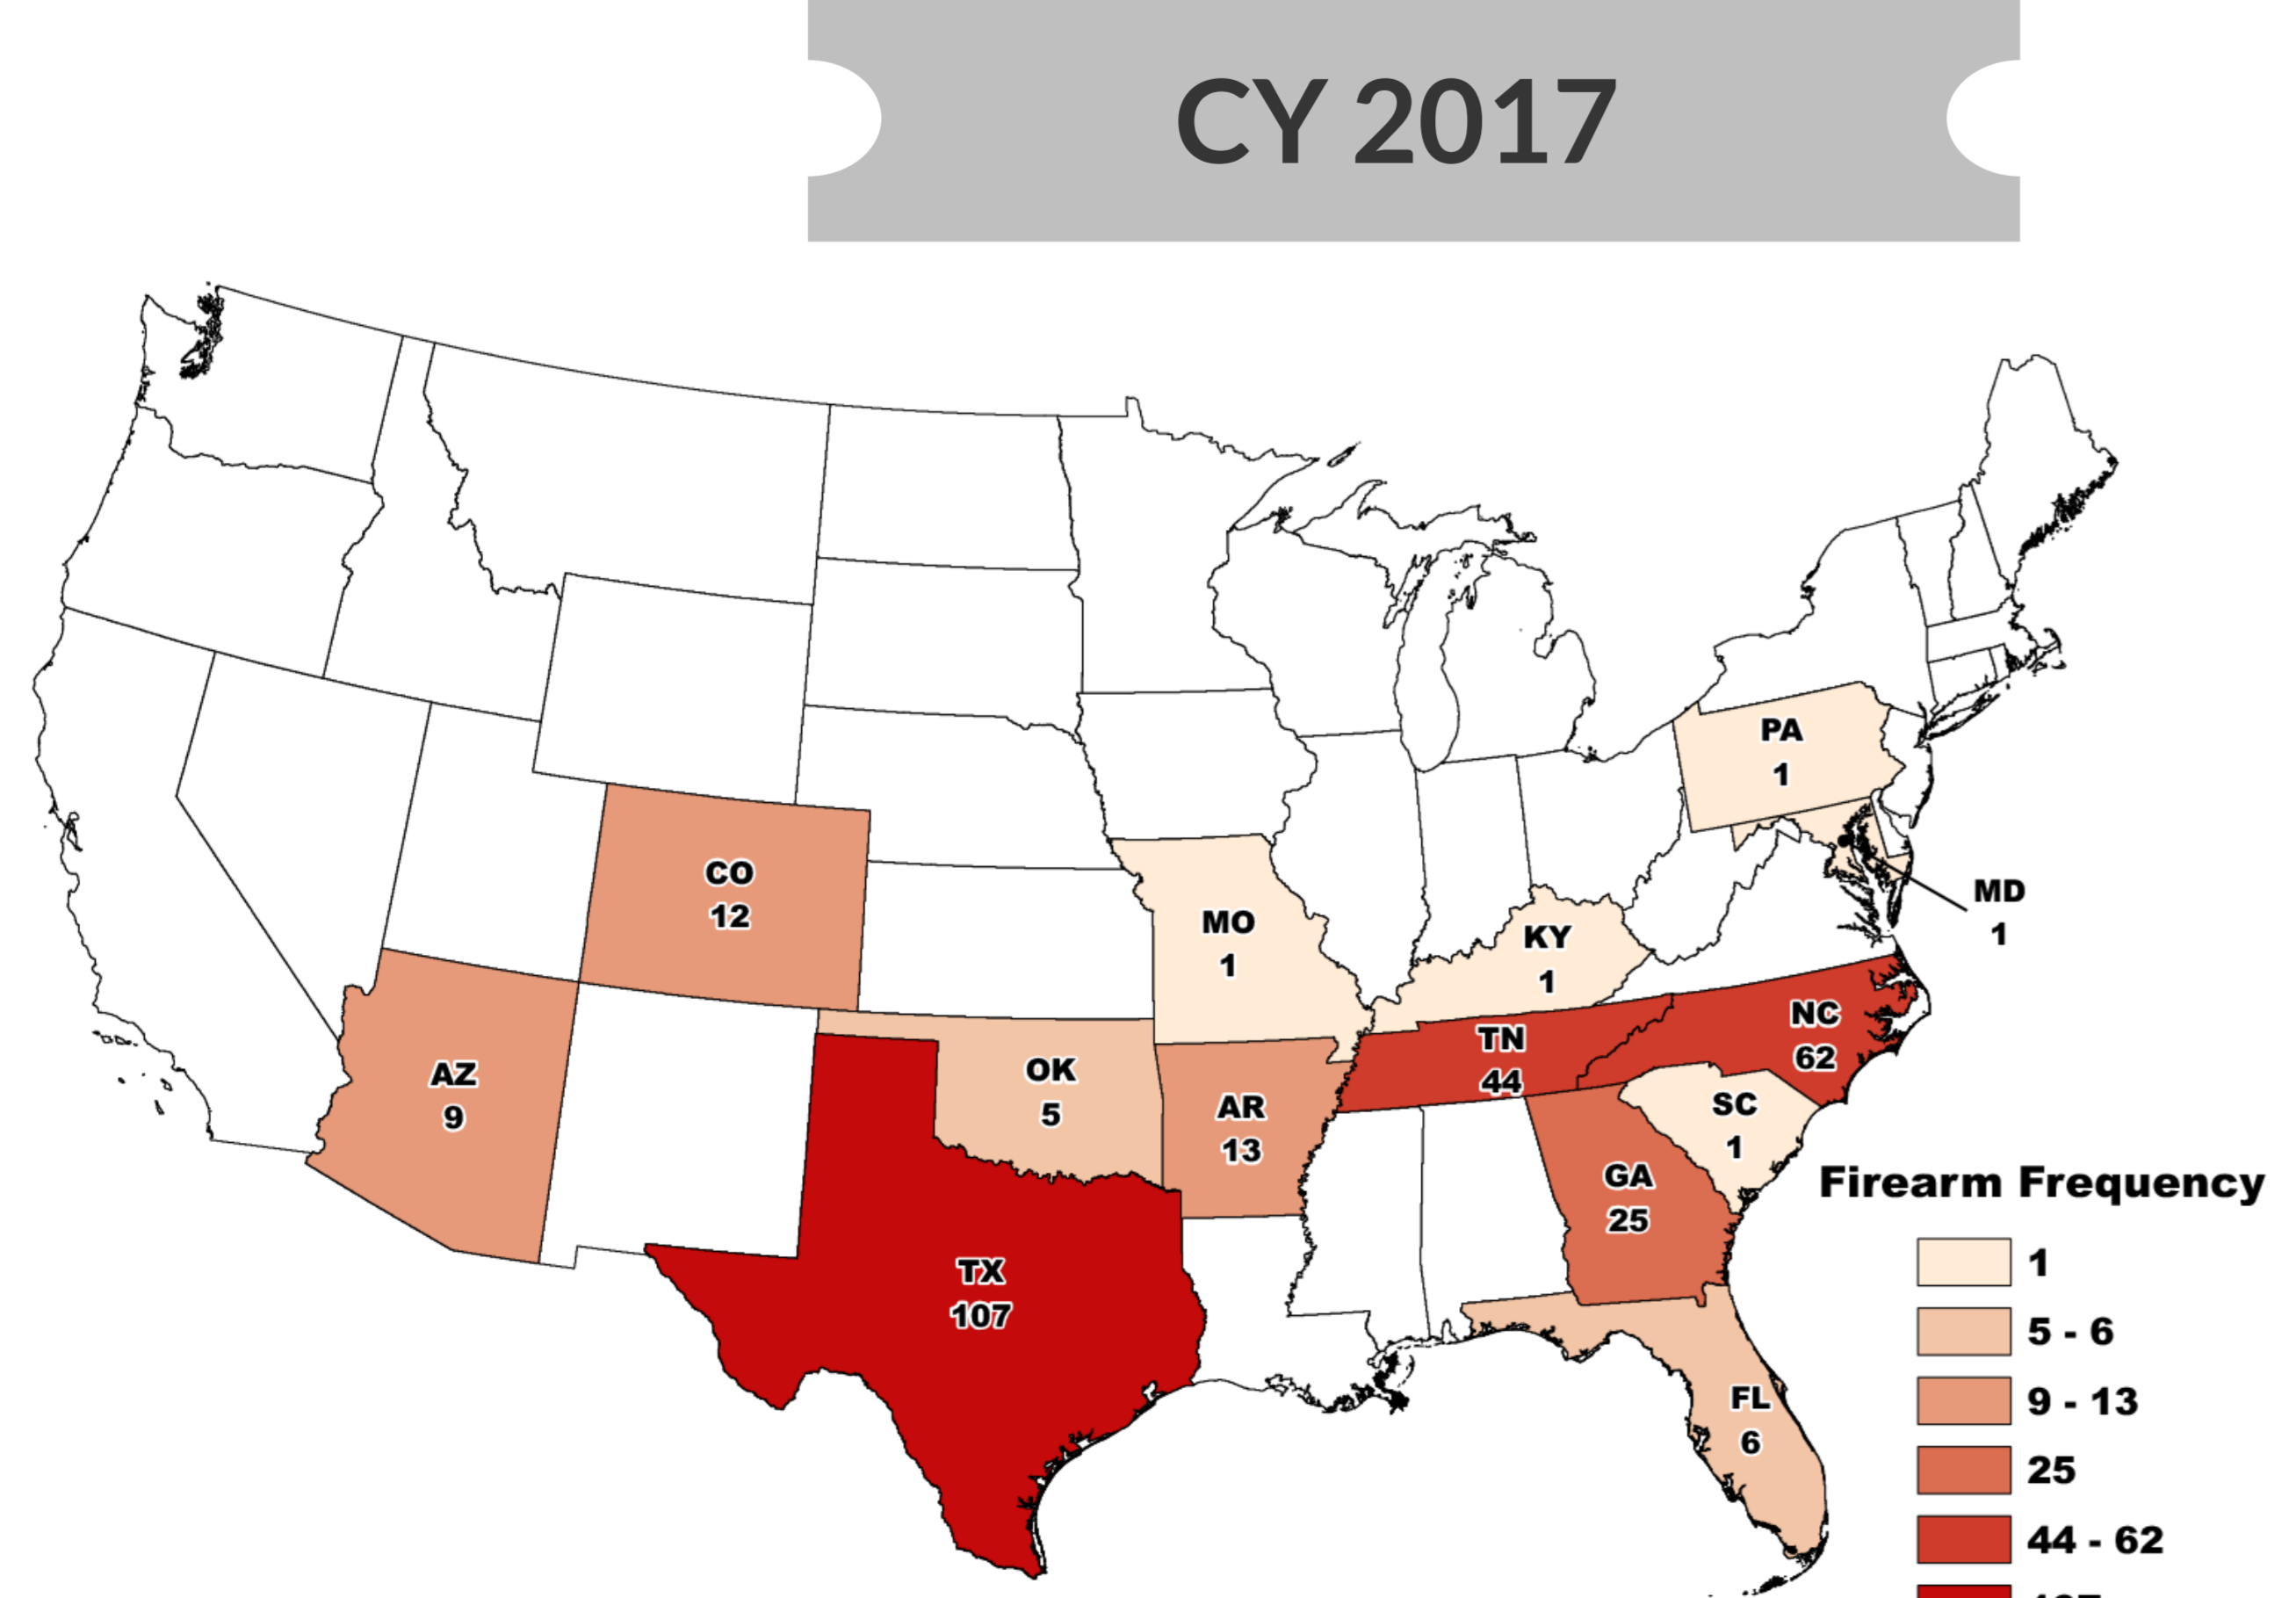 CY 2017
PA
1
CO
12
MD
1
MO
1
KY
1
NC
62
TN
44
AZ
9
OK
5
AR
13
SC
1
GA
25
TX
107
FL
6
Firearm Frequency
1
5 - 6
9 - 13
25
44 - 62